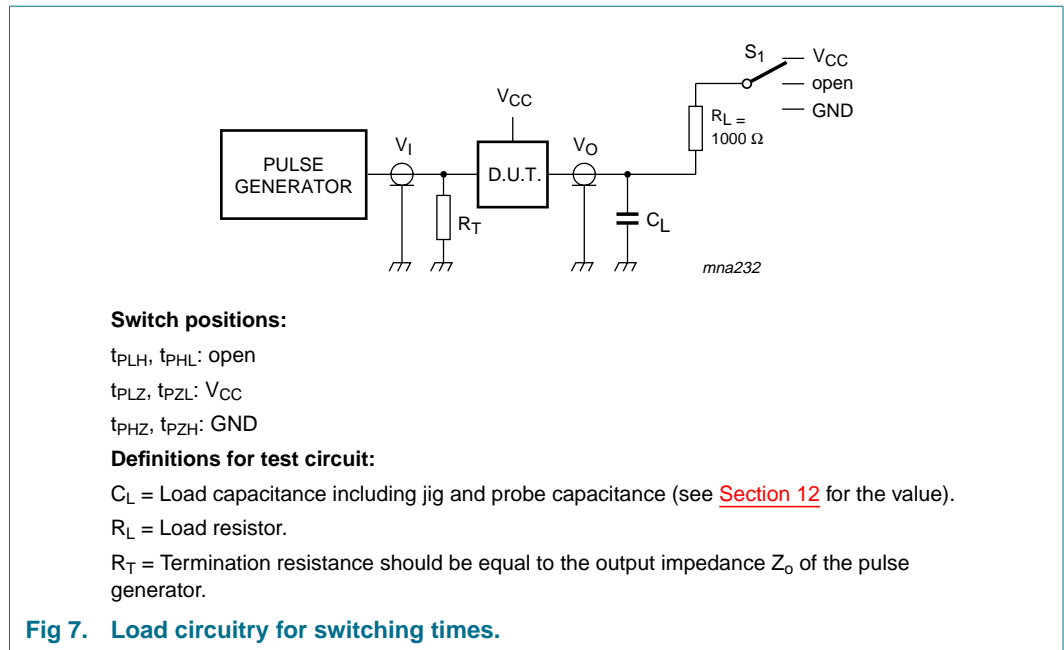 S1
VCC
open
GND
RL =
1000 Ω
VCC
PULSE
GENERATOR
VI
D.U.T.
VO
RT
CL
mna232
Switch positions:
tPLH, tPHL: open
tPLZ, tPZL: VCC
tPHZ, tPZH: GND
Definitions for test circuit:
CL = Load capacitance including jig and probe capacitance (see Section 12 for the value).
RL = Load resistor.
RT = Termination resistance should be equal to the output impedance Zo of the pulse
generator.
Fig 7. Load circuitry for switching times.